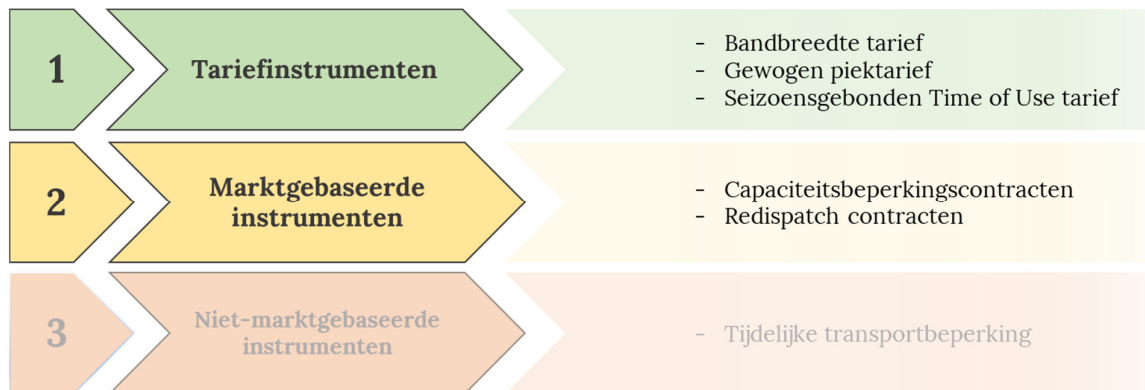 1
Tariefinstrumenten
- Bandbreedte tarief
- Gewogen piektarief
- Seizoensgebonden Time of Use tarief
2
Marktgebaseerde
instrumenten
- Capaciteitsbeperkingscontracten
- Redispatch contracten
3
Niet-marktgebaseerde
instrumenten
- Tijdelijke transportbeperking